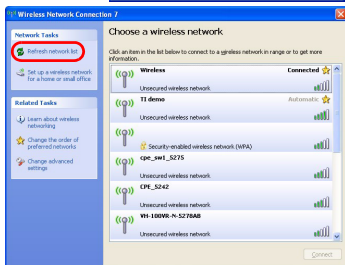 Wireless Network Connection 7
Network Tasks
Refresh network list
Set up a wireless network
for a home or small office
Related Tasks
Learn about wireless
networking
Change the order of
preferred networks
Change advanced
settings
Choose a wireless network
Click an item in the list below to connect to a wireless network in range or to get more
information.
Wireless
Connected
Unsecured wireless network
TI demo
Automatic
Unsecured wireless network
Security-enabled wireless network (WPA)
cpe_sw1_5275
Unsecured wireless network
CPE_5242
Unsecured wireless network
VH-100VR-N-5278AB
Unsecured wireless network
Connect